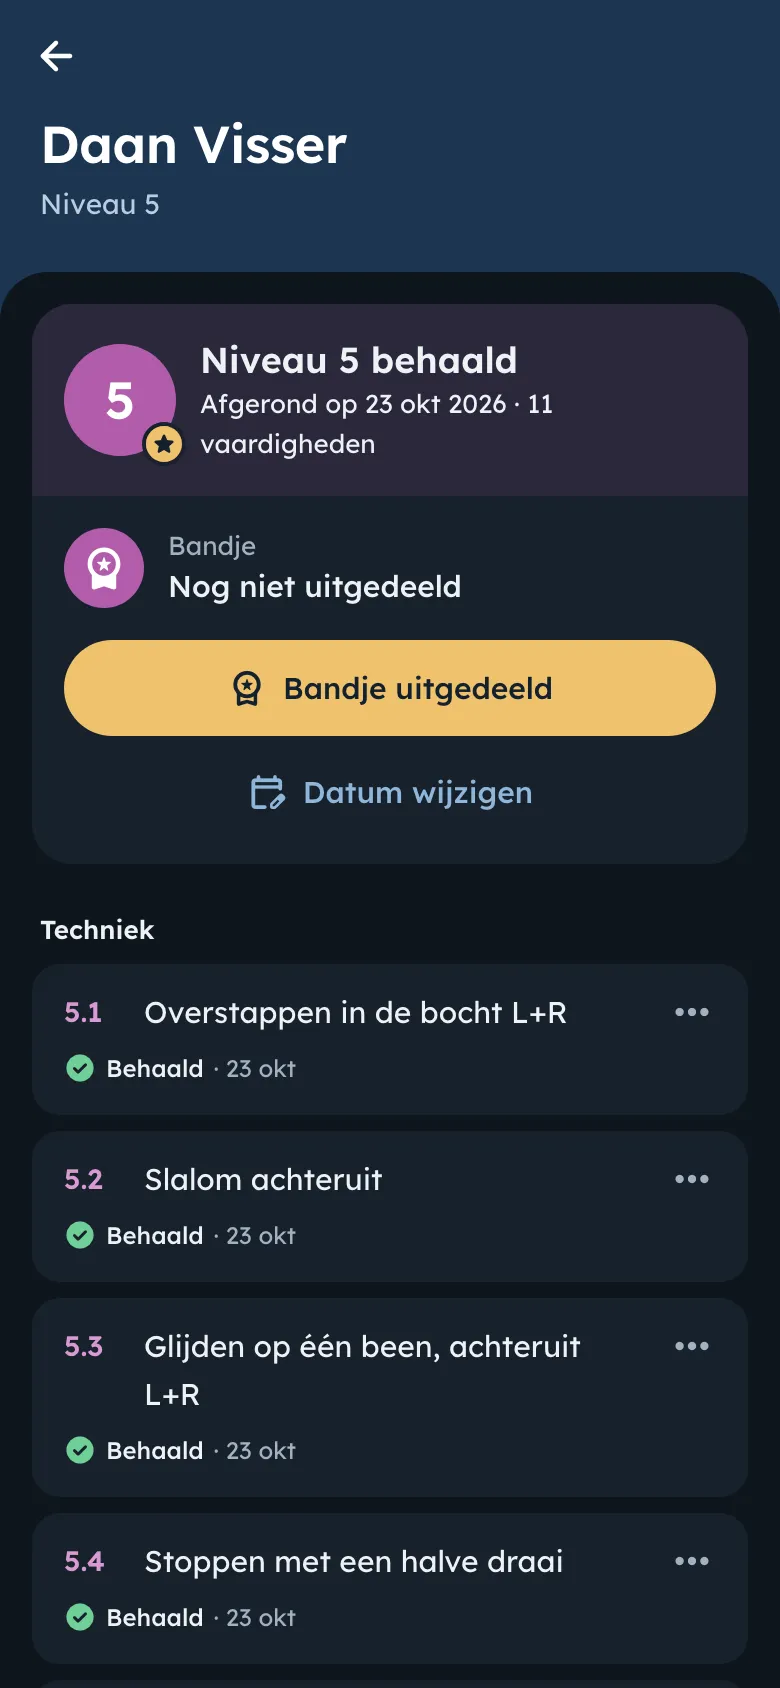 Daan Visser
Niveau 5
5
Niveau 5 behaald
Afgerond op 23 okt 2026 · 11
vaardigheden
Bandje
Nog niet uitgedeeld
Bandje uitgedeeld
Datum wijzigen
Techniek
5.1 Overstappen in de bocht L+R
Behaald · 23 okt
5.2 Slalom achteruit
Behaald · 23 okt
5.3 Glijden op één been, achteruit
L+R
Behaald · 23 okt
5.4 Stoppen met een halve draai
Behaald · 23 okt